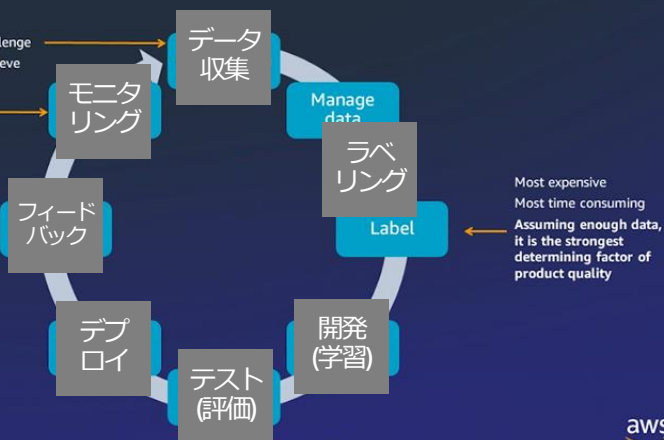 lenge
eve
データ
収集
モニタ
リング
Manage
data
ラベ
リング
Label
Most expensive
Most time consuming
Assuming enough data,
it is the strongest
determining factor of
product quality
フィード
バック
デプ
ロイ
開発
(学習)
テスト
(評価)
aws